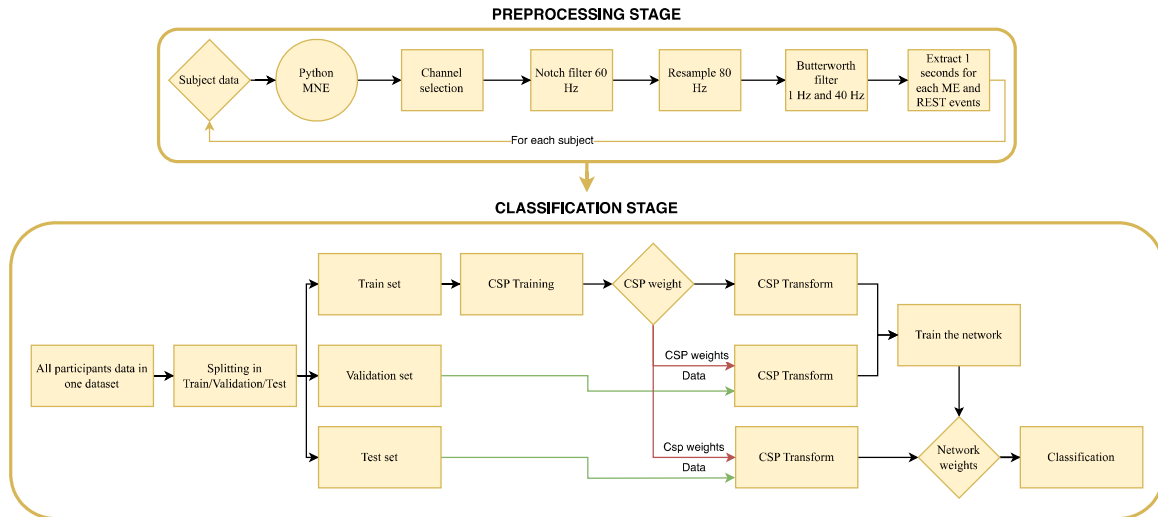 PREPROCESSING STAGE
Subject data
Python
MNE
Channel
selection
Notch filter 60
Hz
Resample 80
Hz
Butterworth
filter
1 Hz and 40 Hz
Extract 1
seconds for
each ME and
REST events
For each subject
CLASSIFICATION STAGE
All participants data in
one dataset
Splitting in
Train/Validation/Test
Train set
CSP Training
CSP weight
CSP Transform
Train the network
Validation set
CSP weights
Data
CSP Transform
Test set
Csp weights
Data
CSP Transform
Network
weights
Classification